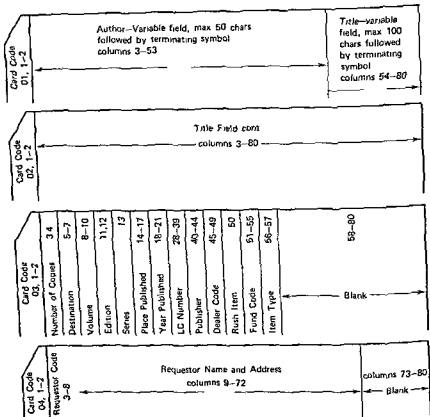 Card Code
01, 1–2
Author–Variable field, max 50 chars
followed by terminating symbol
columns 3–53
Title–variable
field, max 100
chars followed
by terminating
symbol
columns 54–80
Card Code
02, 1–2
Title Field cont
columns 3–80
Card Code
03, 1–2
Number of Copies 3 4
Destination 5–7
Volume 8–10
Edition 11,12
Series 13
Place Published 14–17
Year Published 18–21
LC Number 28–39
Publisher 40–44
Dealer Code 45–49
Rush Item 50
Fund Code 51–55
Item Type 56–57
58–80
Blank
Card Code
04, 1–2
Requestor Code
3–8
Requestor Name and Address
columns 9–72
columns 73–80
Blank